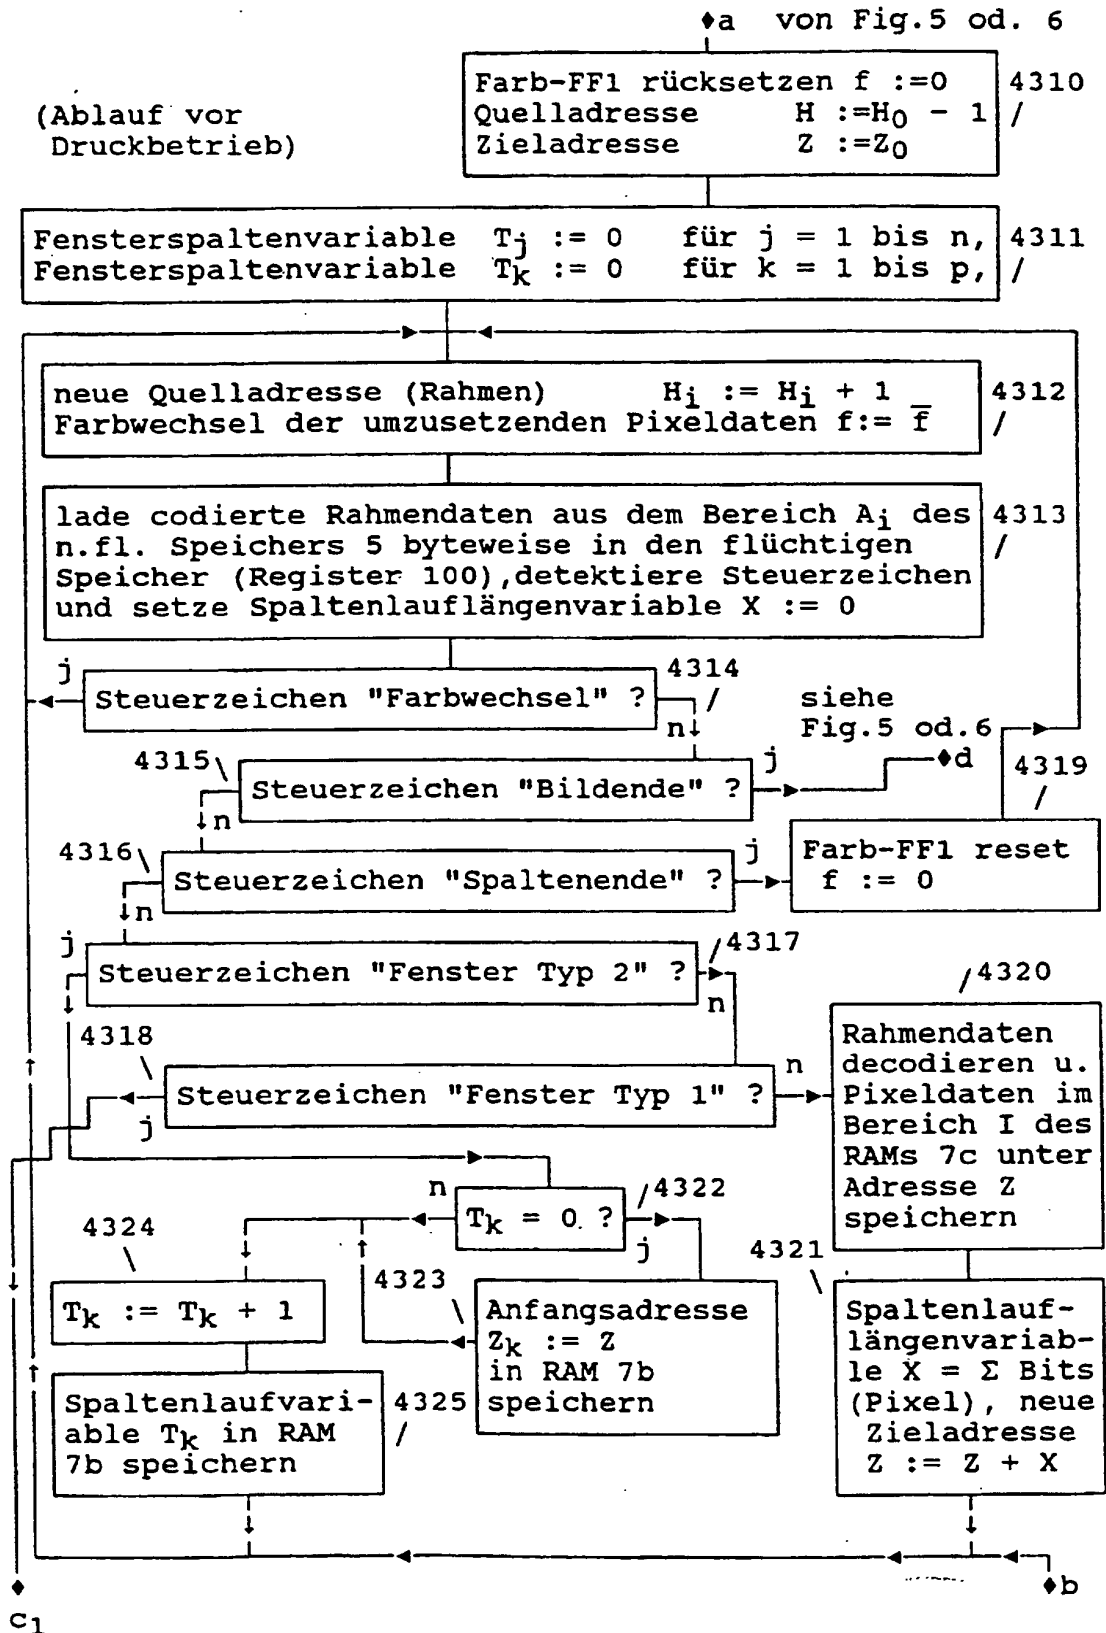 a von Fig.5 od. 6
(Ablauf vor
Druckbetrieb)
Farb-FF1 rücksetzen f :=0
Quelladresse H :=H0 - 1
Zieladresse Z :=Z0
4310
/
Fensterspaltenvariable Tj := 0 für j = 1 bis n,
Fensterspaltenvariable Tk := 0 für k = 1 bis p,
4311
/
neue Quelladresse (Rahmen) Hi := Hi + 1
Farbwechsel der umzusetzenden Pixeldaten f:= f̅
4312
/
lade codierte Rahmendaten aus dem Bereich Ai des
n.fl. Speichers 5 byteweise in den flüchtigen
Speicher (Register 100),detektiere Steuerzeichen
und setze Spaltenlauflängenvariable X := 0
4313
/
j
Steuerzeichen "Farbwechsel" ?
4314
/
n
siehe
Fig.5 od.6
d
4315\
Steuerzeichen "Bildende" ?
j
n
4319
/
Farb-FF1 reset
f := 0
4316\
Steuerzeichen "Spaltenende" ?
j
n
j
Steuerzeichen "Fenster Typ 2" ?
/4317
n
4318
\
Steuerzeichen "Fenster Typ 1" ?
n
j
/4320
Rahmendaten
decodieren u.
Pixeldaten im
Bereich I des
RAMs 7c unter
Adresse Z
speichern
n
Tk = 0 ?
/4322
j
4324
\
Tk := Tk + 1
4323
\
Anfangsadresse
Zk := Z
in RAM 7b
speichern
4321
\
Spaltenlauf-
längenvariab-
le X = Σ Bits
(Pixel), neue
Zieladresse
Z := Z + X
Spaltenlaufvari-
able Tk in RAM
7b speichern
4325
/
b
c1